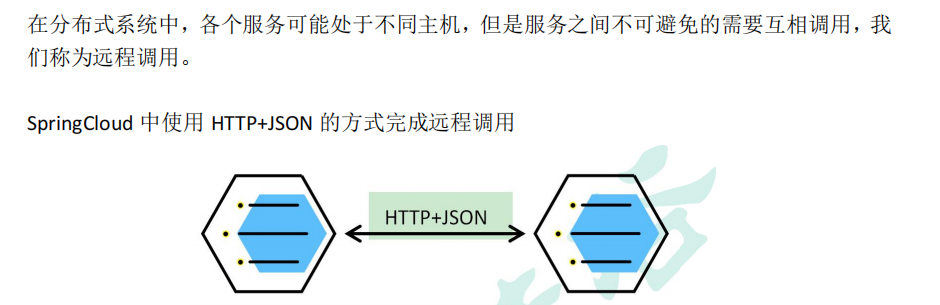 在分布式系统中，各个服务可能处于不同主机，但是服务之间不可避免的需要互相调用，我
们称为远程调用。
SpringCloud 中使用 HTTP+JSON 的方式完成远程调用
HTTP+JSON